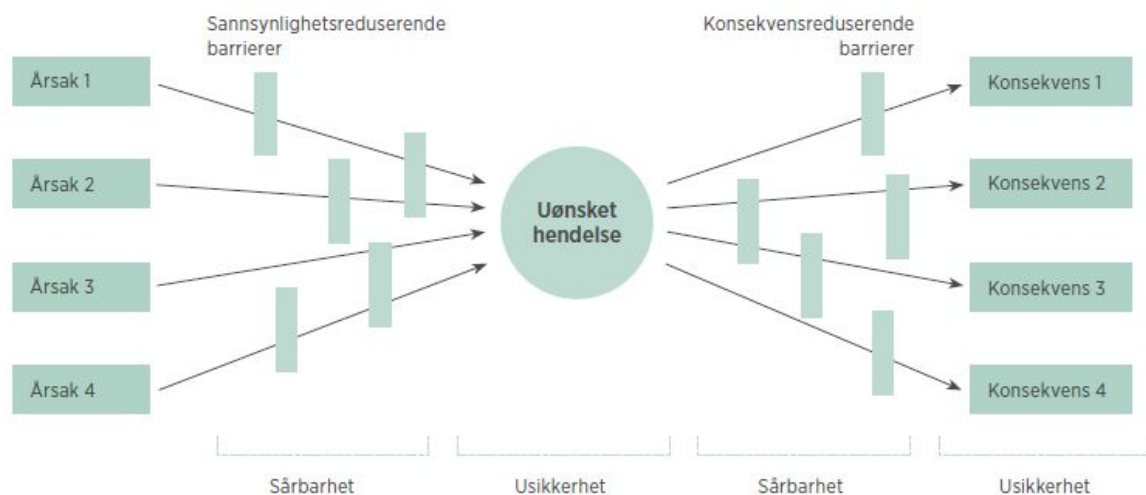 Sannsynlighetsreduserende
barrierer
Konsekvensreduserende
barrierer
Årsak 1
Årsak 2
Årsak 3
Årsak 4
Uønsket
hendelse
Konsekvens 1
Konsekvens 2
Konsekvens 3
Konsekvens 4
Sårbarhet
Usikkerhet
Sårbarhet
Usikkerhet